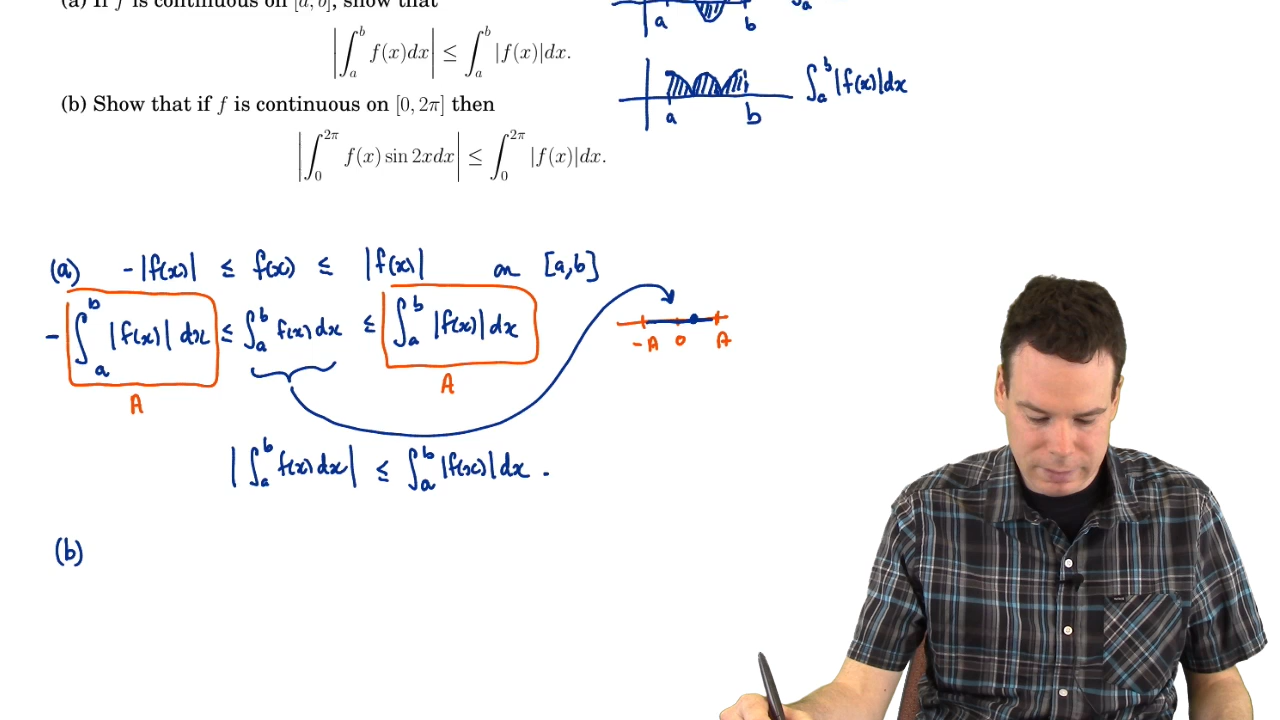 (a) If f is continuous on [a, b], show that
|∫_a^b f(x)dx| ≤ ∫_a^b |f(x)|dx.
(b) Show that if f is continuous on [0, 2π] then
|∫_0^{2π} f(x) sin 2xdx| ≤ ∫_0^{2π} |f(x)|dx.
a b
a b ∫_a^b |f(x)|dx
(a) -|f(x)| ≤ f(x) ≤ |f(x)| on [a,b]
-∫_a^b |f(x)| dx ≤ ∫_a^b f(x) dx ≤ ∫_a^b |f(x)| dx
-A 0 A
A A
|∫_a^b f(x) dx| ≤ ∫_a^b |f(x)| dx .
(b)